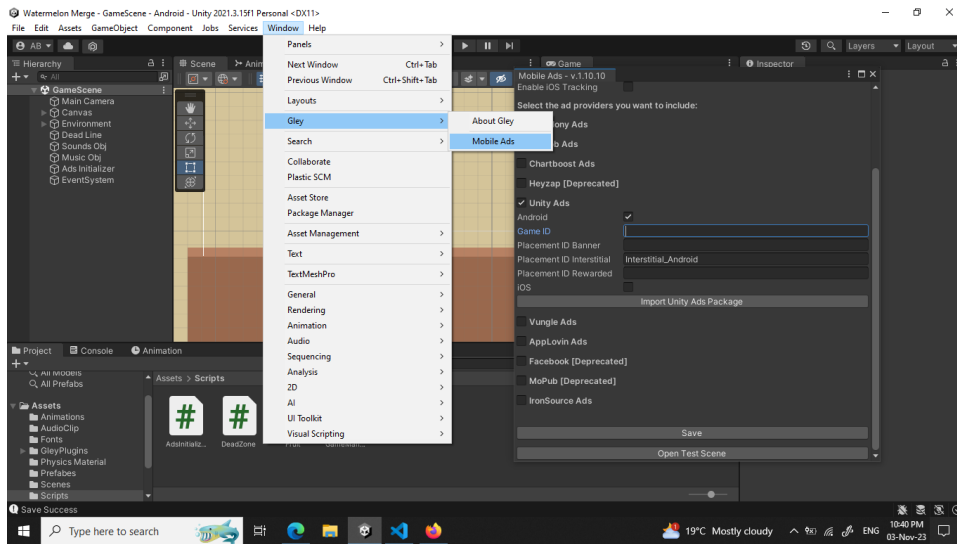 Watermelon Merge - GameScene - Android - Unity 2021.3.15f1 Personal <DX11>
File Edit Assets GameObject Component Jobs Services Window Help
AB
Layers
Layout
Hierarchy
All
GameScene
Main Camera
Canvas
Environment
Dead Line
Sounds Obj
Music Obj
Ads Initializer
EventSystem
Scene
Game
Inspector
Panels
Next Window Ctrl+Tab
Previous Window Ctrl+Shift+Tab
Layouts
Gley
Search
Collaborate
Plastic SCM
Asset Store
Package Manager
Asset Management
Text
TextMeshPro
General
Rendering
Animation
Audio
Sequencing
Analysis
2D
AI
UI Toolkit
Visual Scripting
About Gley
Mobile Ads
Mobile Ads - v.1.10.10
Enable iOS Tracking
Select the ad providers you want to include:
Ads
Ads
Chartboost Ads
Heyzap [Deprecated]
Unity Ads
Android
Game ID
Placement ID Banner
Placement ID Interstitial Interstitial_Android
Placement ID Rewarded
iOS
Import Unity Ads Package
Vungle Ads
AppLovin Ads
Facebook [Deprecated]
MoPub [Deprecated]
IronSource Ads
Save
Open Test Scene
Project Console Animation
All Models
All Prefabs
Assets
Animations
AudioClip
Fonts
GleyPlugins
Physics Material
Prefabes
Scenes
Scripts
Assets > Scripts
AdsInitializ... DeadZone
Save Success
Type here to search
19°C Mostly cloudy
ENG
10:40 PM
03-Nov-23